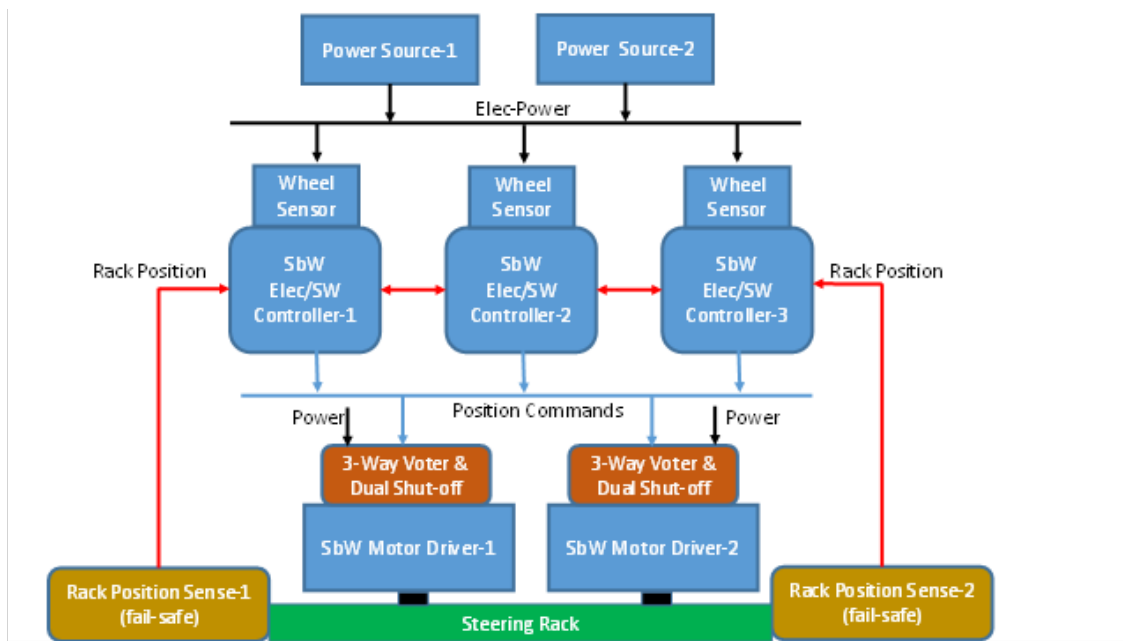 Power Source-1
Power Source-2
Elec-Power
Wheel
Sensor
Wheel
Sensor
Wheel
Sensor
Rack Position
SbW
Elec/SW
Controller-1
SbW
Elec/SW
Controller-2
SbW
Elec/SW
Controller-3
Rack Position
Power
Position Commands
Power
3-Way Voter &
Dual Shut-off
3-Way Voter &
Dual Shut-off
SbW Motor Driver-1
SbW Motor Driver-2
Rack Position Sense-1
(fail-safe)
Rack Position Sense-2
(fail-safe)
Steering Rack